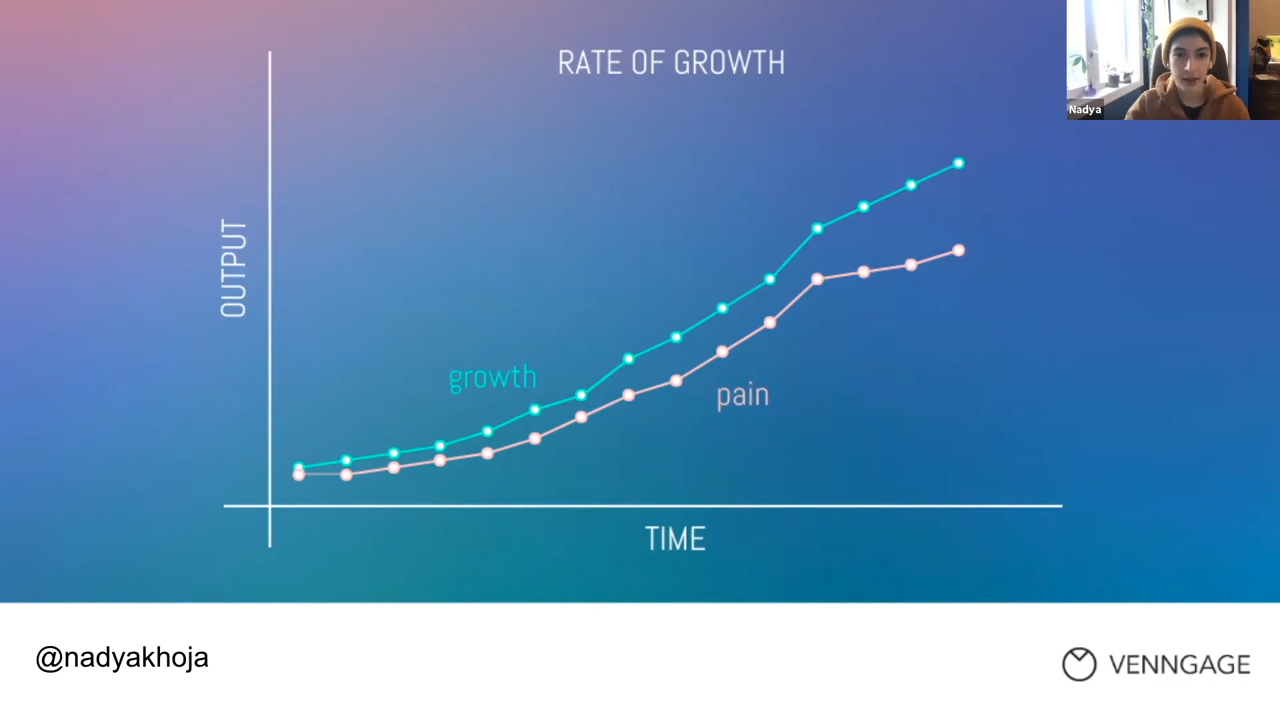 RATE OF GROWTH
Nadya
OUTPUT
growth
pain
TIME
@nadyakhoja
VENNGAGE